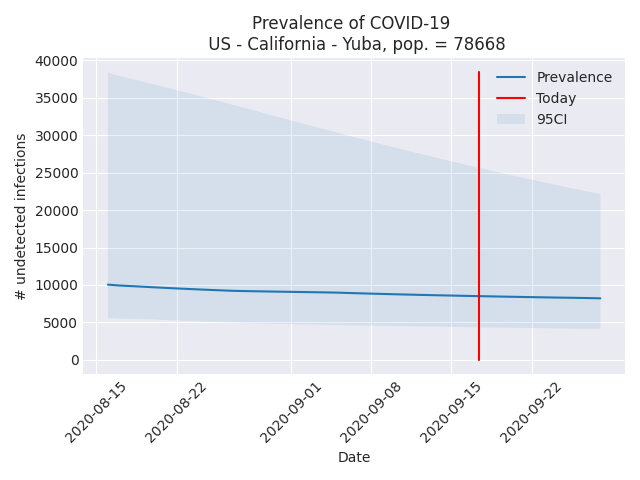 Prevalence of COVID-19
US - California - Yuba, pop. = 78668
40000
35000
30000
25000
20000
15000
10000
5000
0
# undetected infections
Prevalence
Today
95CI
2020-08-15
2020-08-22
2020-09-01
2020-09-08
2020-09-15
2020-09-22
Date